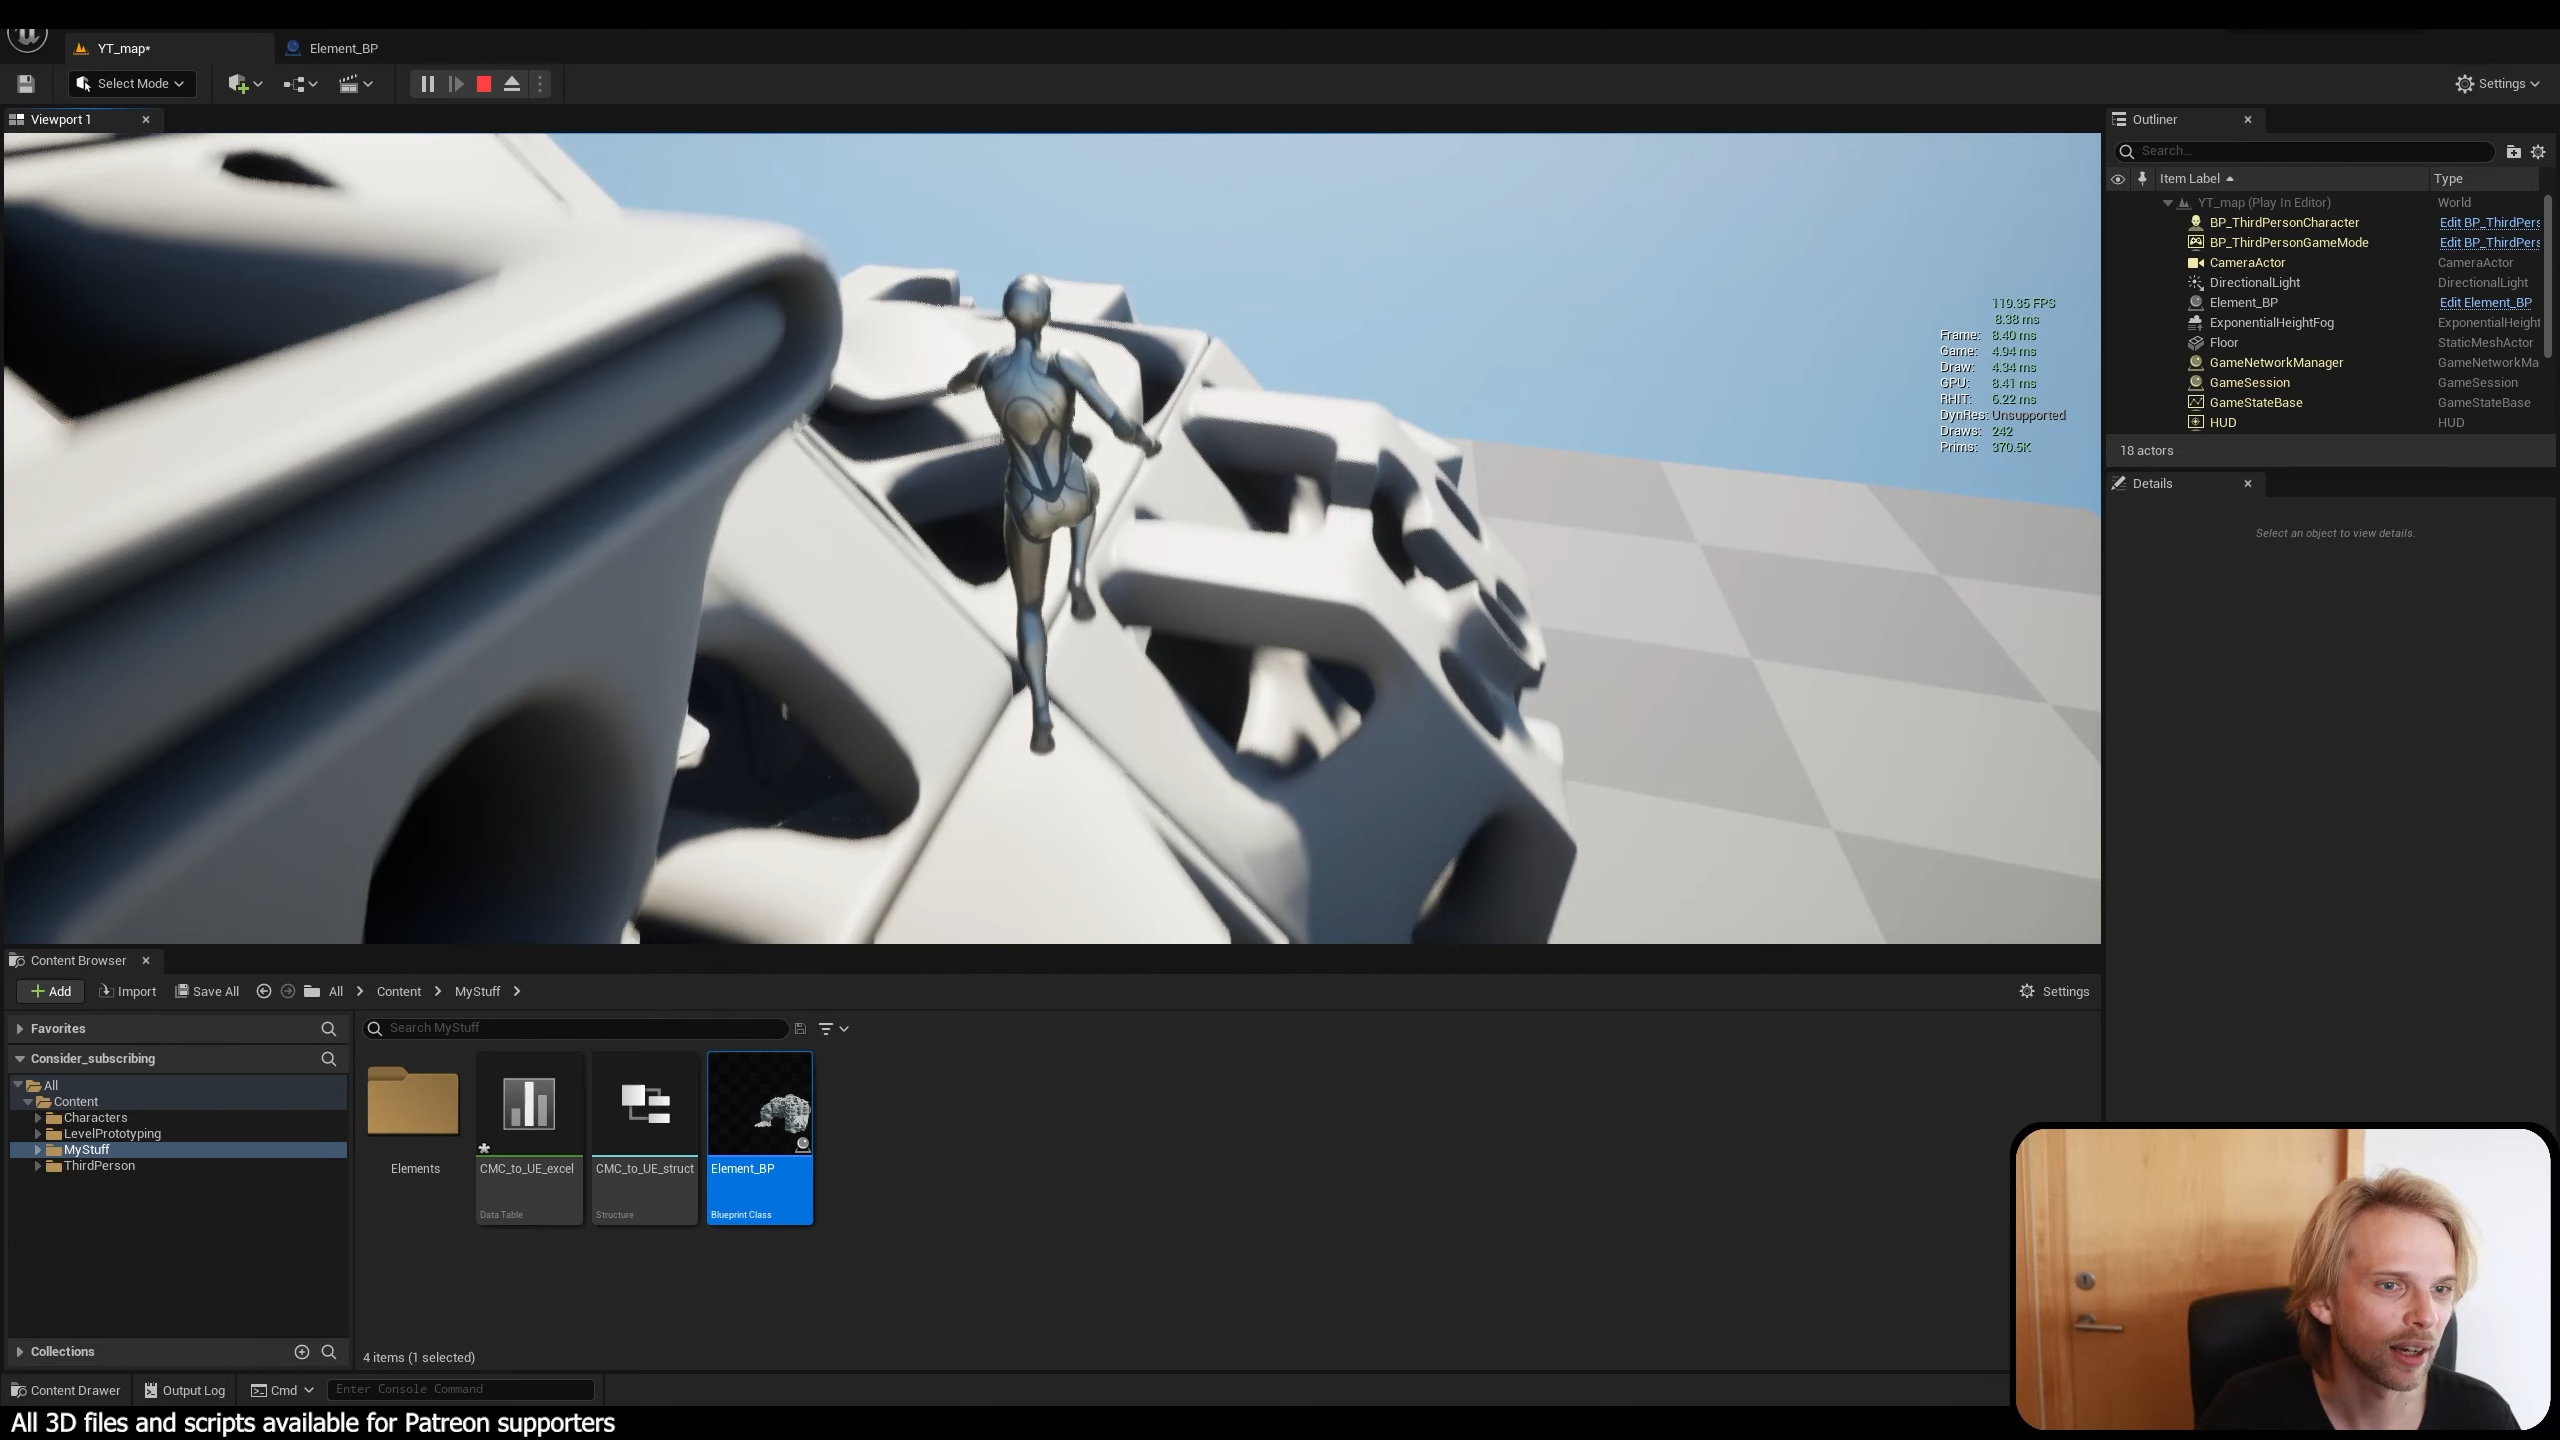 YT_map*
Element_BP
Select Mode
Settings
Viewport 1
Outliner
Search...
Item Label
Type
YT_map (Play In Editor)
World
BP_ThirdPersonCharacter
Edit BP_ThirdPers
BP_ThirdPersonGameMode
Edit BP_ThirdPers
CameraActor
CameraActor
DirectionalLight
DirectionalLight
Element_BP
Edit Element_BP
ExponentialHeightFog
ExponentialHeight
Floor
StaticMeshActor
GameNetworkManager
GameNetworkMa
GameSession
GameSession
GameStateBase
GameStateBase
HUD
HUD
18 actors
119.35 FPS
8.38 ms
Frame: 8.40 ms
Game: 4.94 ms
Draw: 4.34 ms
GPU: 8.41 ms
RHIT: 6.22 ms
DynRes: Unsupported
Draws: 242
Prims: 370.5K
Details
Select an object to view details.
Content Browser
Add
Import
Save All
All
Content
MyStuff
Settings
Favorites
Search MyStuff
Consider_subscribing
All
Content
Characters
LevelPrototyping
MyStuff
ThirdPerson
Elements
CMC_to_UE_excel
Data Table
CMC_to_UE_struct
Structure
Element_BP
Blueprint Class
Collections
4 items (1 selected)
Content Drawer
Output Log
Cmd
Enter Console Command
All 3D files and scripts available for Patreon supporters